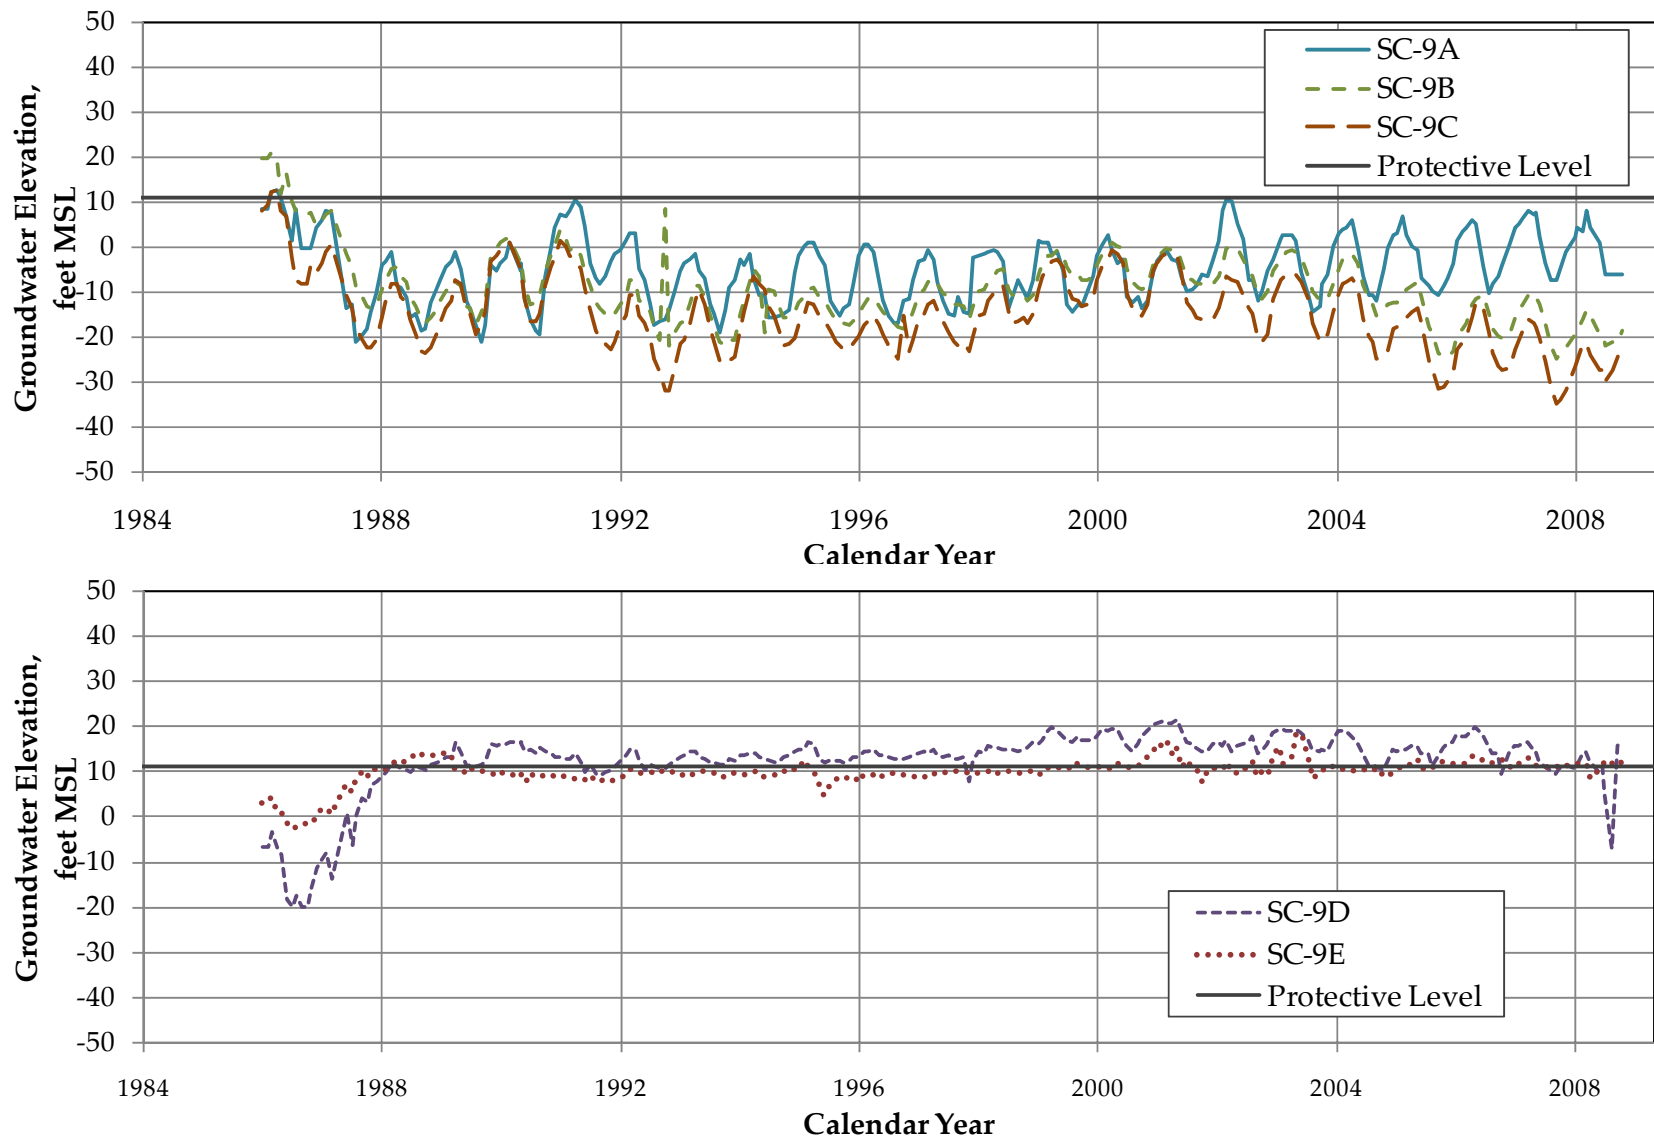 50
40
30
20
10
0
-10
-20
-30
-40
-50
Groundwater Elevation,
feet MSL
SC-9A
SC-9B
SC-9C
Protective Level
1984 1988 1992 1996 2000 2004 2008
Calendar Year
50
40
30
20
10
0
-10
-20
-30
-40
-50
Groundwater Elevation,
feet MSL
SC-9D
SC-9E
Protective Level
1984 1988 1992 1996 2000 2004 2008
Calendar Year